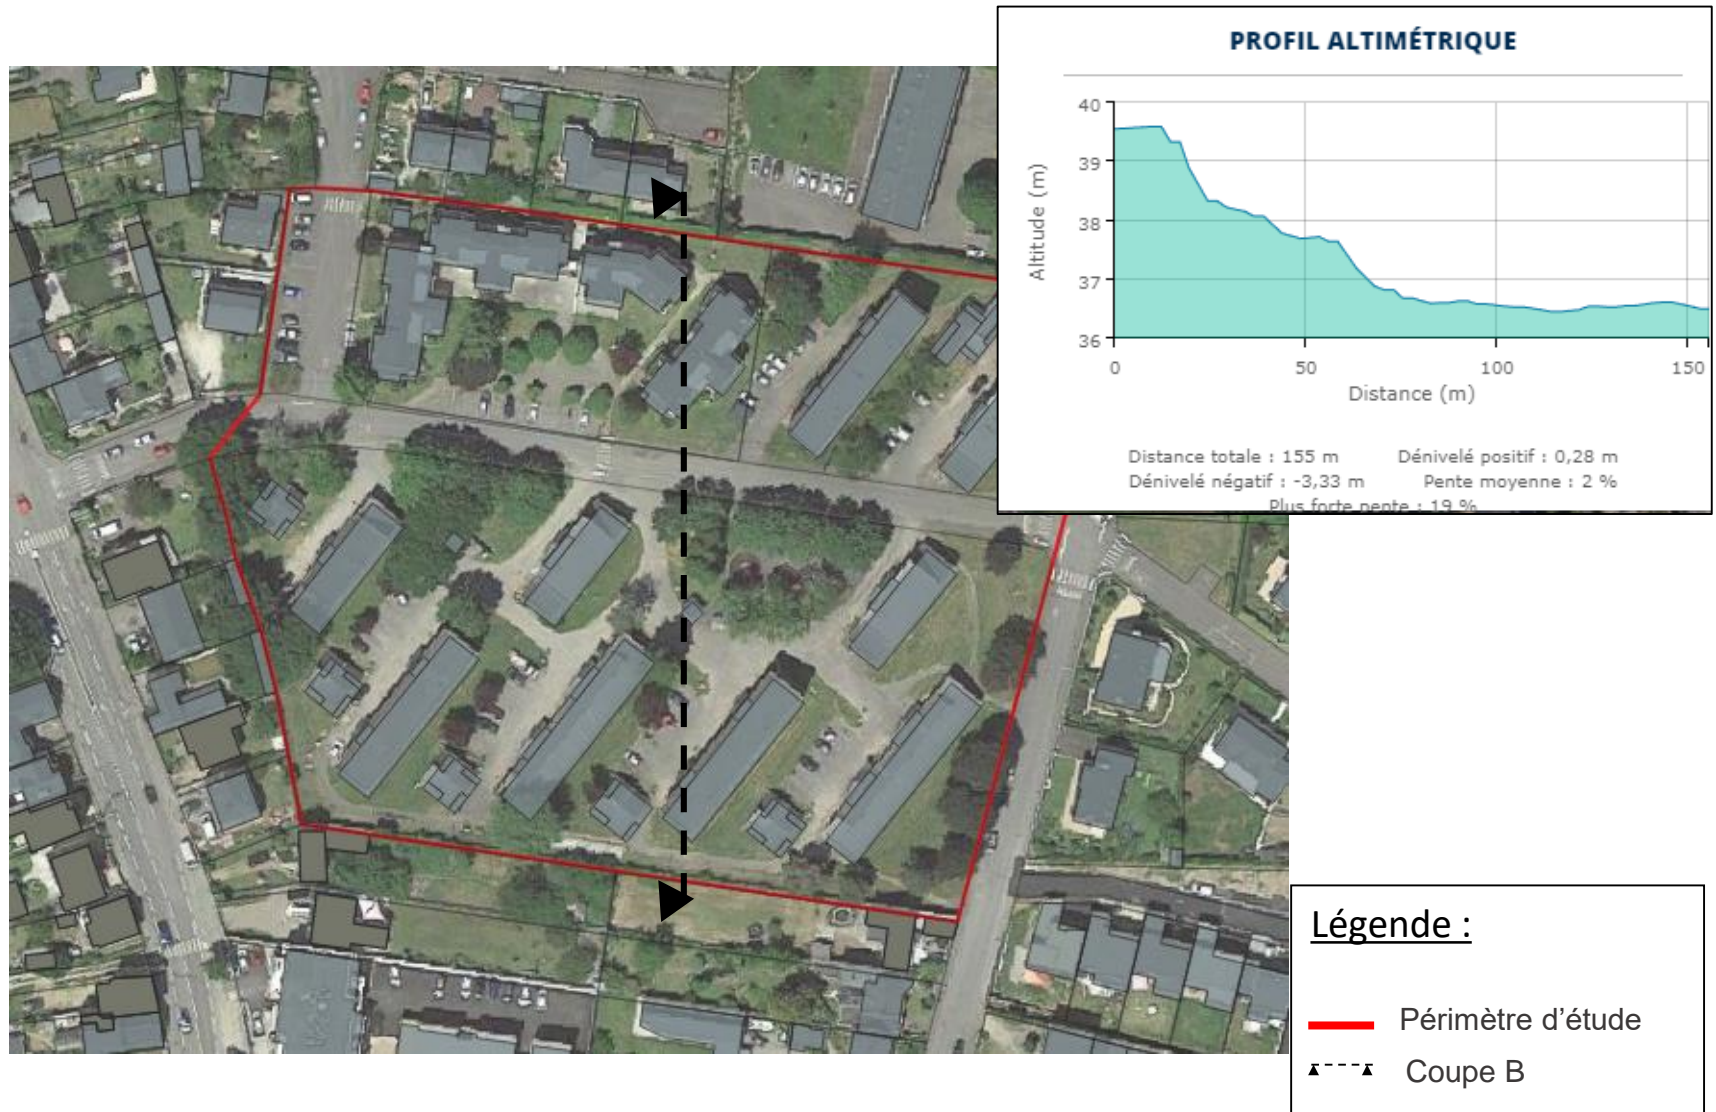 PROFIL ALTIMÉTRIQUE
40
39
38
37
36
Altitude (m)
0 50 100 150
Distance (m)
Distance totale : 155 m Dénivelé positif : 0,28 m
Dénivelé négatif : -3,33 m Pente moyenne : 2 %
Plus forte pente : 19 %
Légende :
Périmètre d’étude
Coupe B